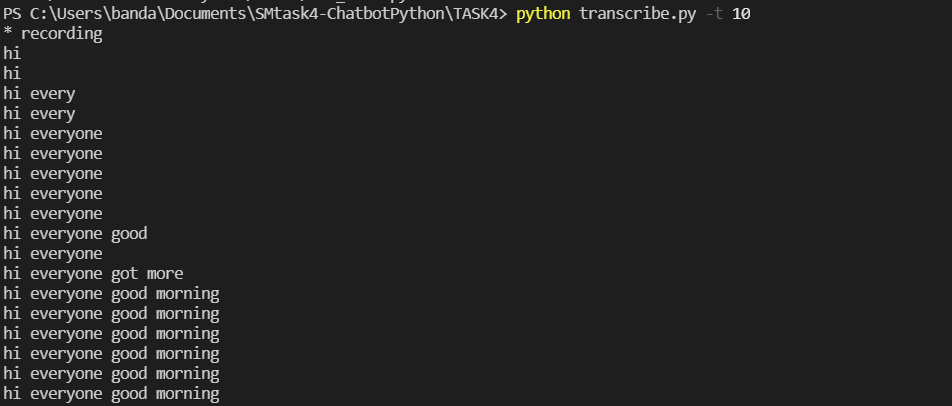 PS C:\Users\banda\Documents\SMtask4-ChatbotPython\TASK4> python transcribe.py -t 10
* recording
hi
hi
hi every
hi every
hi everyone
hi everyone
hi everyone
hi everyone
hi everyone
hi everyone good
hi everyone
hi everyone got more
hi everyone good morning
hi everyone good morning
hi everyone good morning
hi everyone good morning
hi everyone good morning
hi everyone good morning